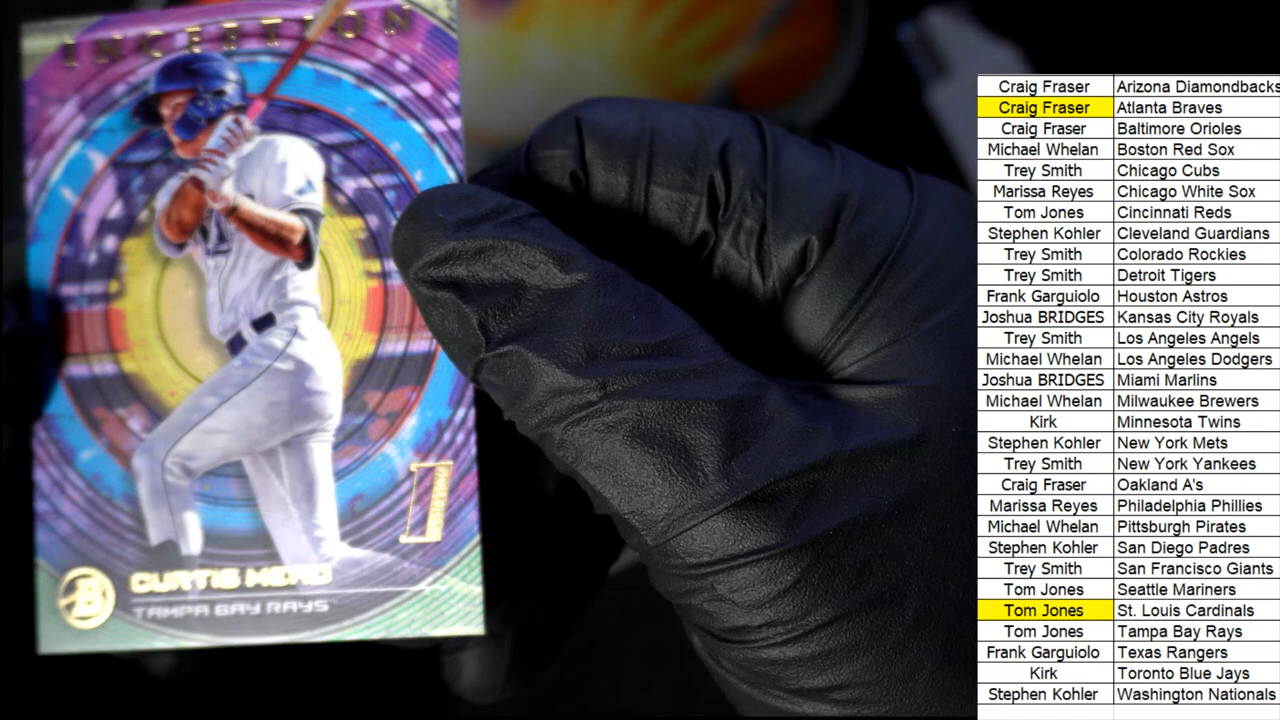 INCEPTION
CURTIS MEAD
TAMPA BAY RAYS
B
Craig Fraser Arizona Diamondbacks
Craig Fraser Atlanta Braves
Craig Fraser Baltimore Orioles
Michael Whelan Boston Red Sox
Trey Smith Chicago Cubs
Marissa Reyes Chicago White Sox
Tom Jones Cincinnati Reds
Stephen Kohler Cleveland Guardians
Trey Smith Colorado Rockies
Trey Smith Detroit Tigers
Frank Garguiolo Houston Astros
Joshua BRIDGES Kansas City Royals
Trey Smith Los Angeles Angels
Michael Whelan Los Angeles Dodgers
Joshua BRIDGES Miami Marlins
Michael Whelan Milwaukee Brewers
Kirk Minnesota Twins
Stephen Kohler New York Mets
Trey Smith New York Yankees
Craig Fraser Oakland A's
Marissa Reyes Philadelphia Phillies
Michael Whelan Pittsburgh Pirates
Stephen Kohler San Diego Padres
Trey Smith San Francisco Giants
Tom Jones Seattle Mariners
Tom Jones St. Louis Cardinals
Tom Jones Tampa Bay Rays
Frank Garguiolo Texas Rangers
Kirk Toronto Blue Jays
Stephen Kohler Washington Nationals